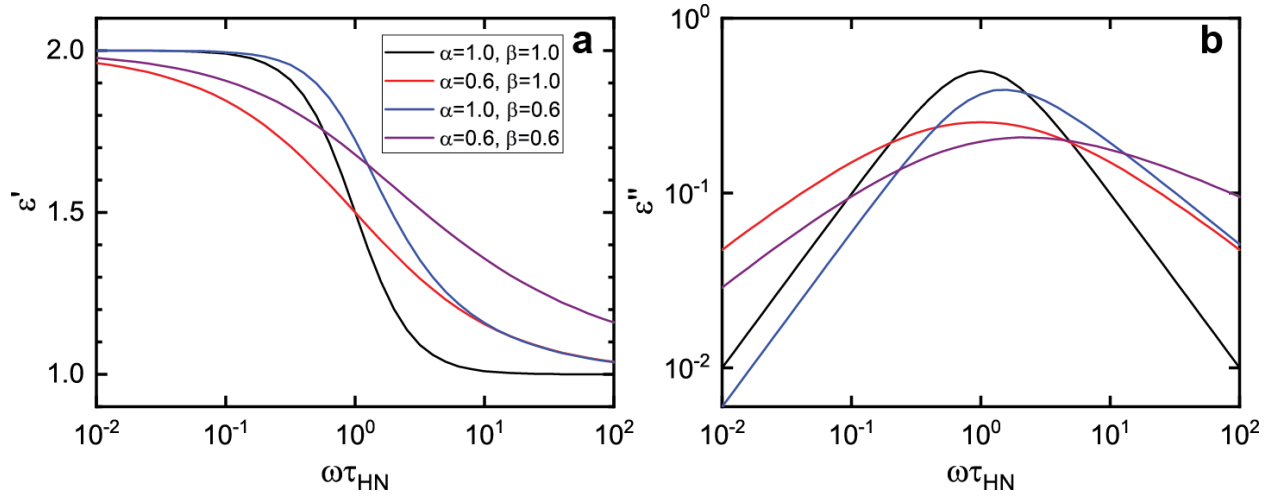 a
2.0
1.5
1.0
ε'
α=1.0, β=1.0
α=0.6, β=1.0
α=1.0, β=0.6
α=0.6, β=0.6
10⁻² 10⁻¹ 10⁰ 10¹ 10²
ωτHN
b
10⁰
10⁻¹
10⁻²
ε"
10⁻² 10⁻¹ 10⁰ 10¹ 10²
ωτHN